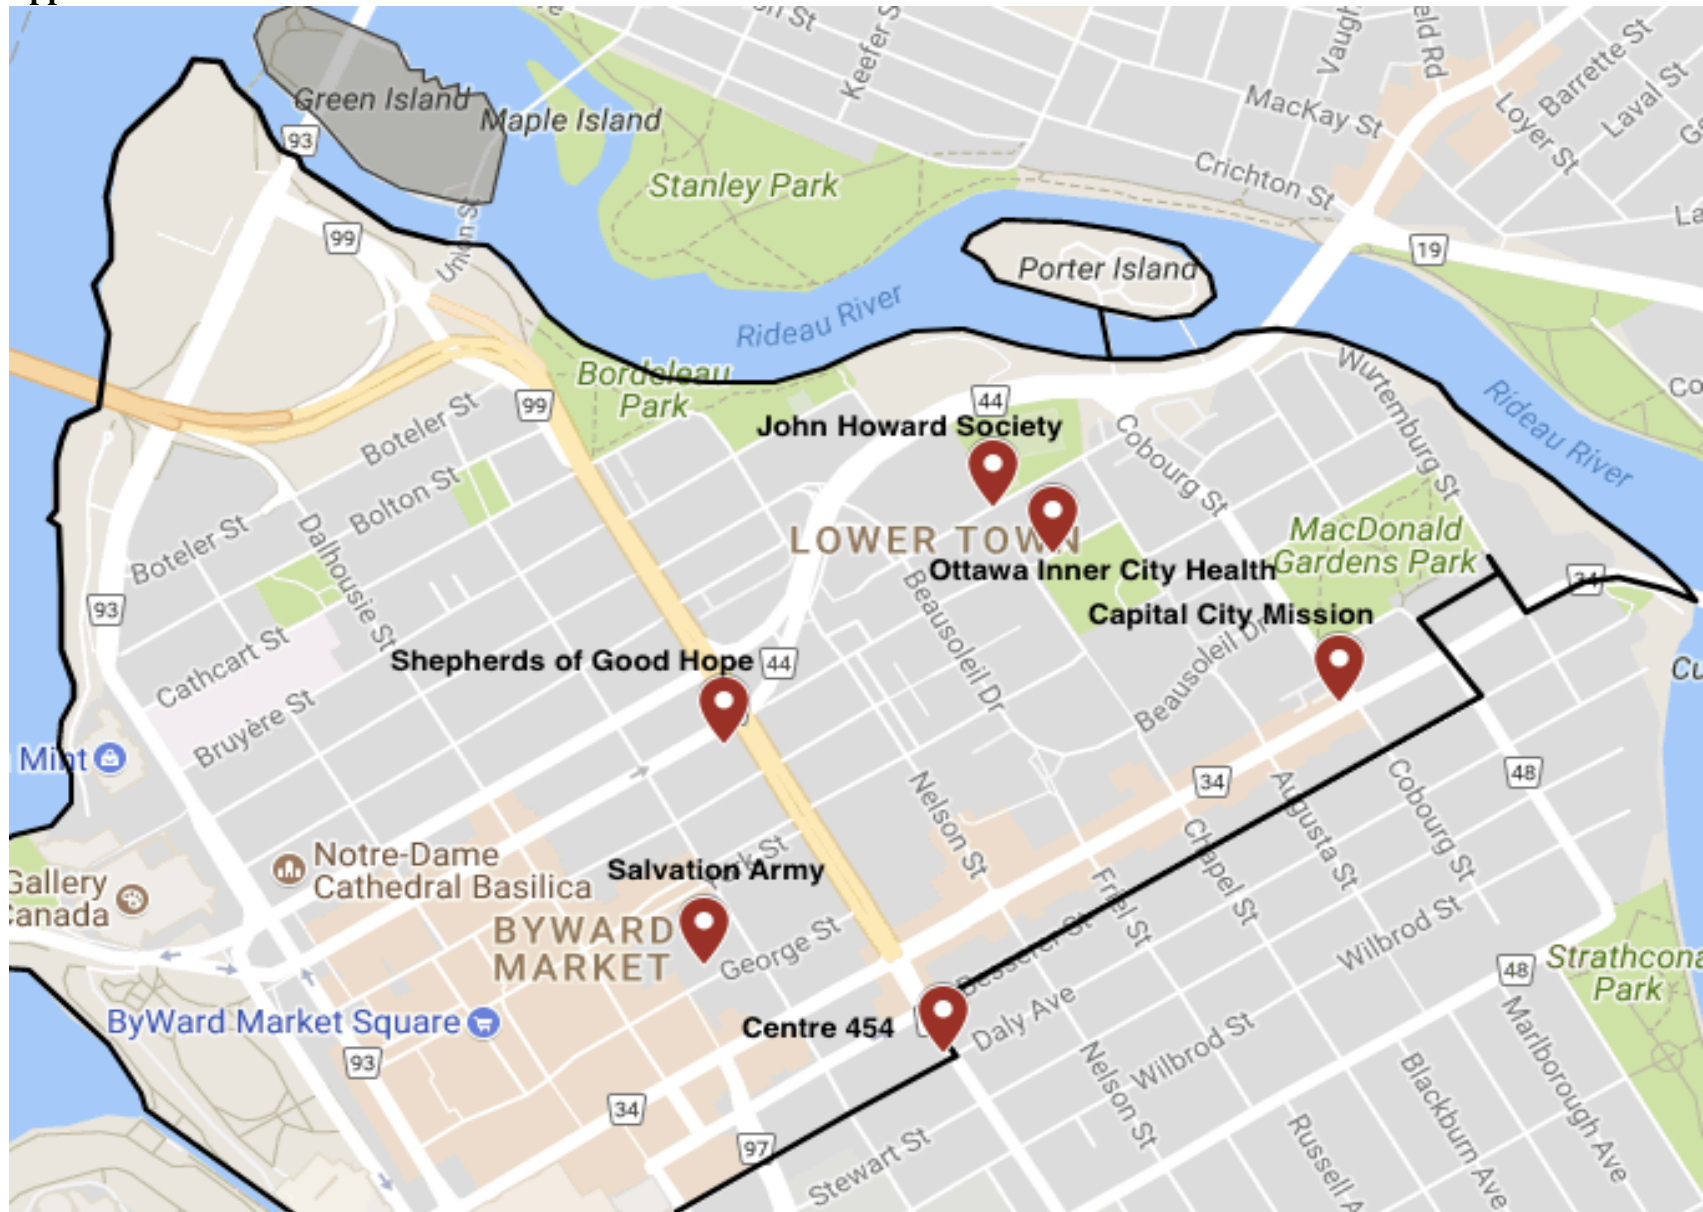 Keefer S
MacKay St
Barrette St
Laval St
Loyer St
Crichton St
Green Island
Maple Island
93
Stanley Park
99
Union St
19
Porter Island
Rideau River
Bordeleau
Park
Wurtemburg St
Rideau River
99
44
Boteler St
John Howard Society
Cobourg St
Bolton St
LOWER TOWN
MacDonald
Gardens Park
Boteler St
Dalhousie St
Ottawa Inner City Health
34
93
Beausoleil Dr
Capital City Mission
Cathcart St
Shepherds of Good Hope
44
Beausoleil Dr
Bruyère St
Mint
34
48
Nelson St
Augusta St
Cobourg St
Chapel St
Notre-Dame
Cathedral Basilica
Gallery
Canada
Salvation Army
Park St
Friel St
Wilbrod St
BYWARD
MARKET
George St
Besserer St
48
Strathcona
Park
ByWard Market Square
Centre 454
Daly Ave
93
Wilbrod St
Nelson St
Marlborough Ave
34
97
Stewart St
Blackburn Ave
Russell A